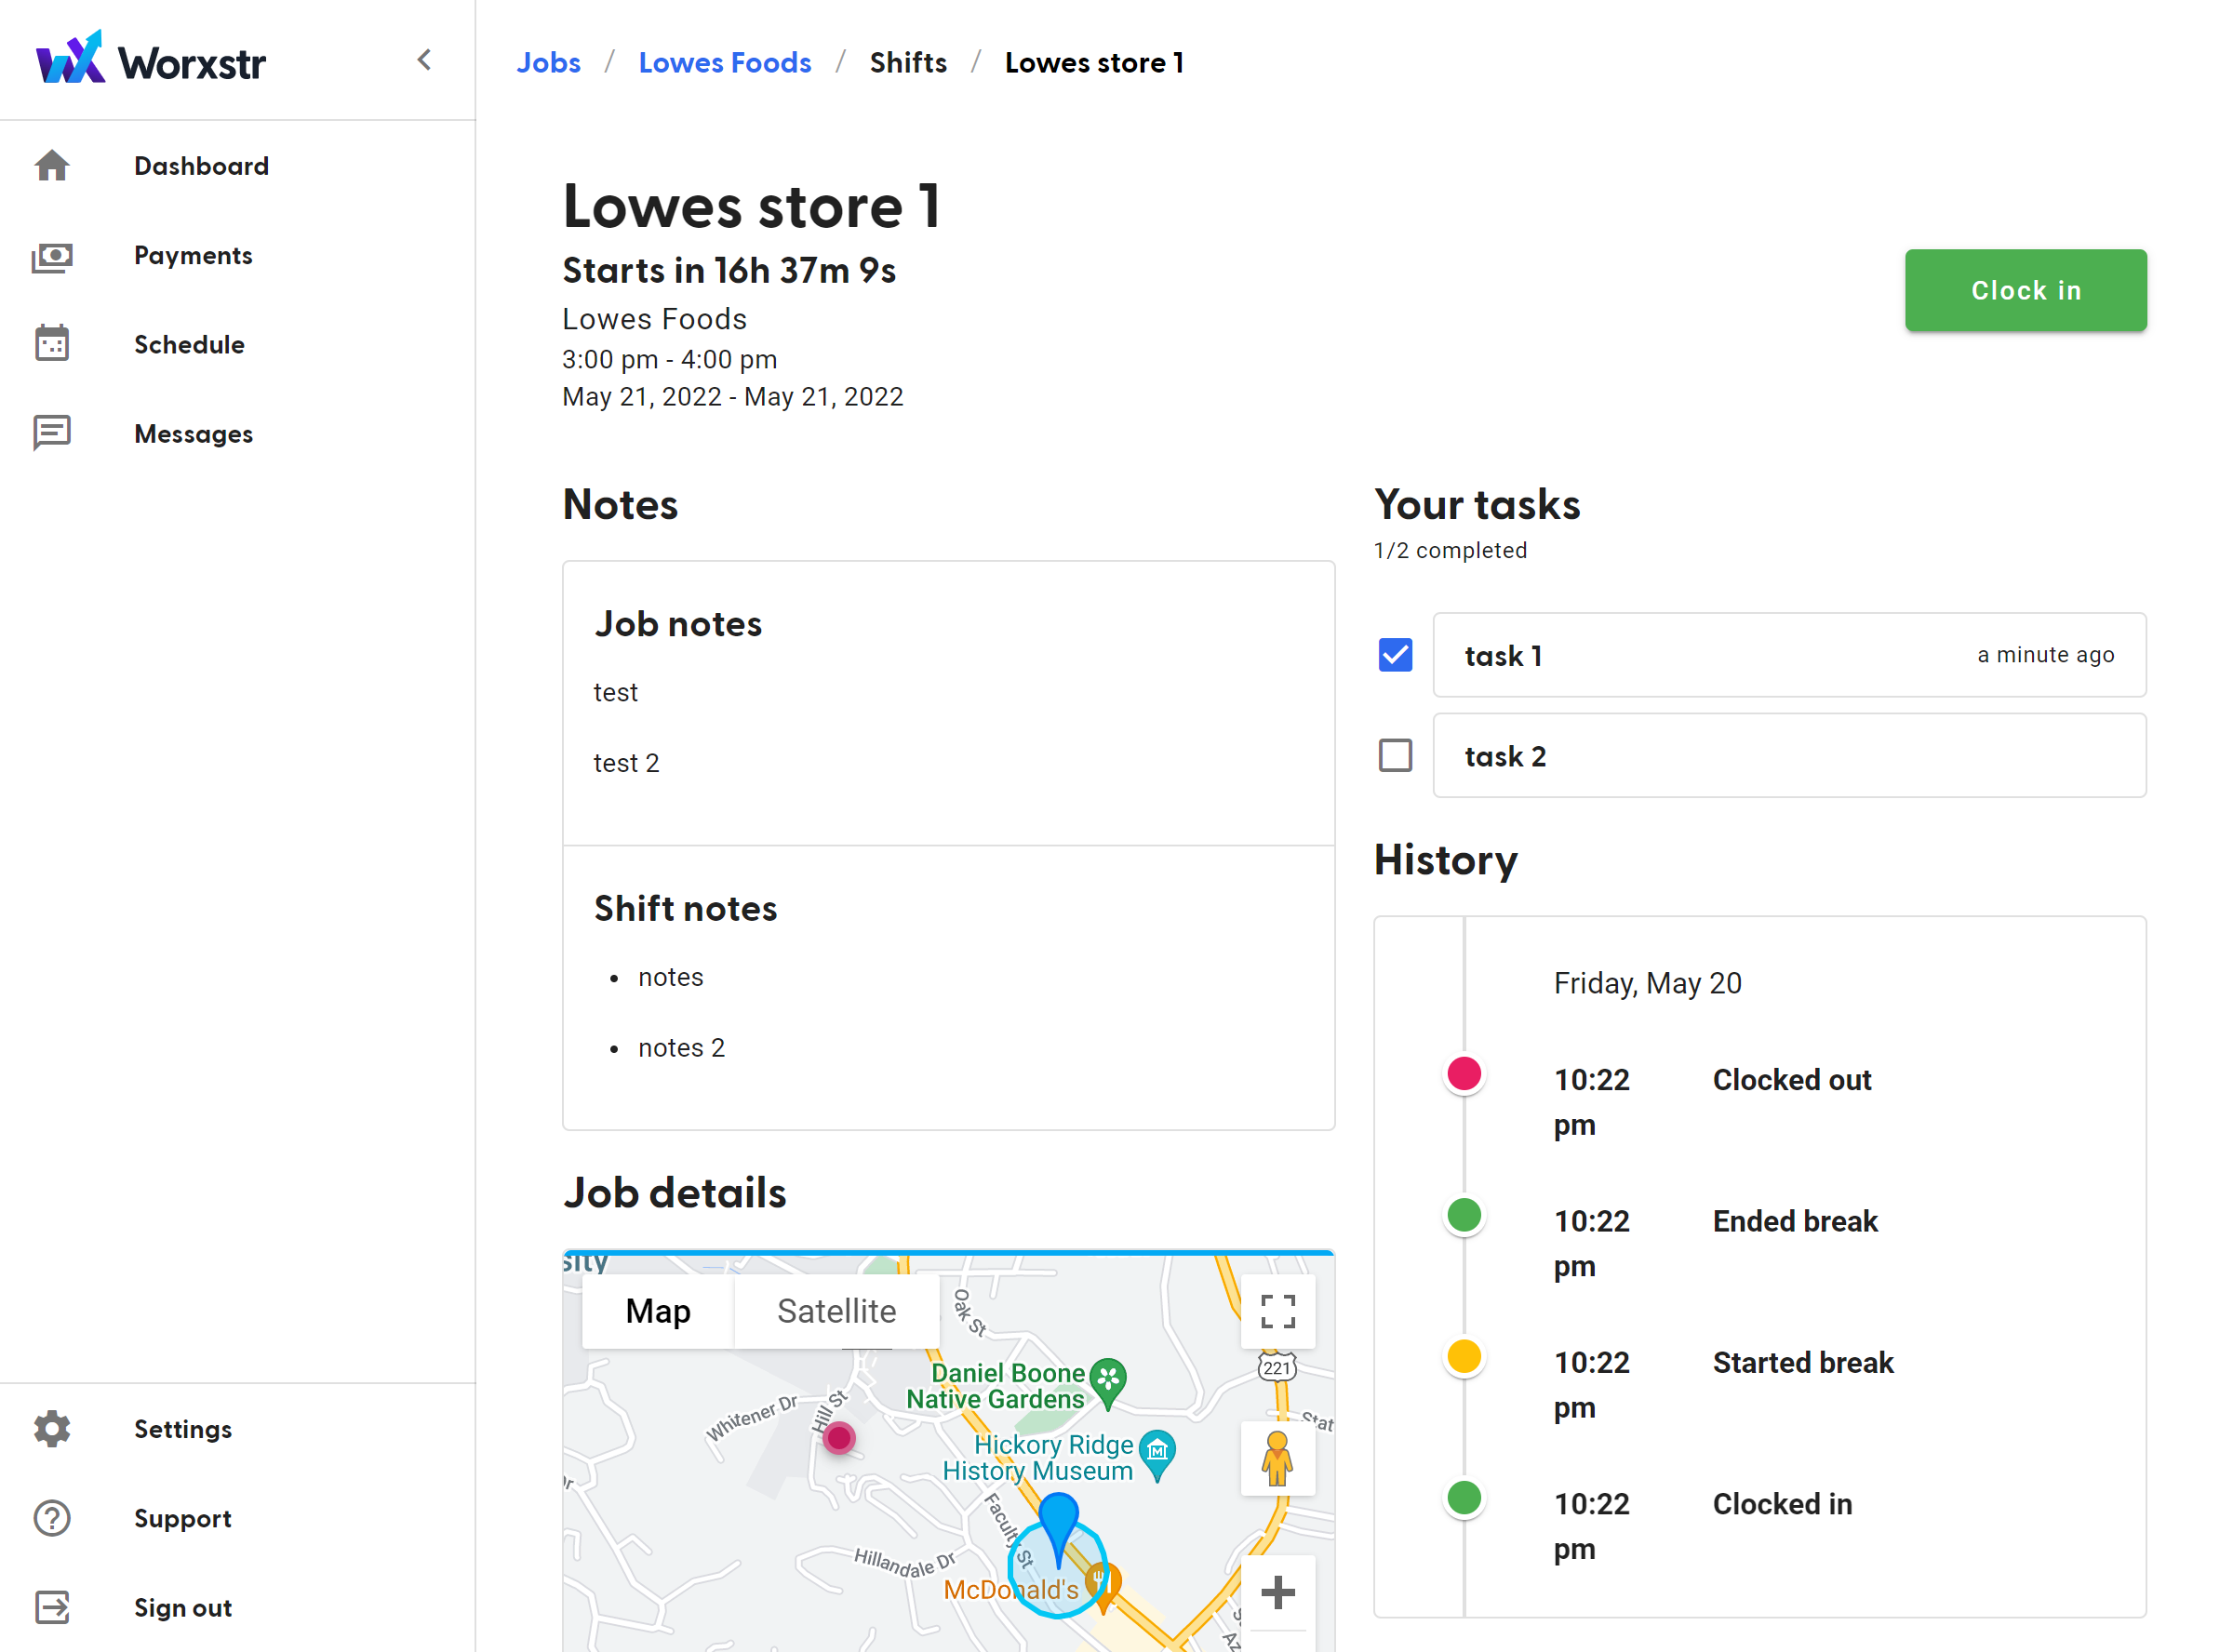 Worxstr
Dashboard
Payments
Schedule
Messages
Settings
Support
Sign out
Jobs / Lowes Foods / Shifts / Lowes store 1
Lowes store 1
Starts in 16h 37m 9s
Lowes Foods
3:00 pm - 4:00 pm
May 21, 2022 - May 21, 2022
Clock in
Notes
Job notes
test
test 2
Shift notes
• notes
• notes 2
Job details
sity
Map
Satellite
Oak St
221
Daniel Boone
Native Gardens
Whitener Dr
Hill St
Stat
Hickory Ridge
History Museum
Faculty St
Hillandale Dr
McDonald's
Your tasks
1/2 completed
task 1
a minute ago
task 2
History
Friday, May 20
10:22 pm
Clocked out
10:22 pm
Ended break
10:22 pm
Started break
10:22 pm
Clocked in